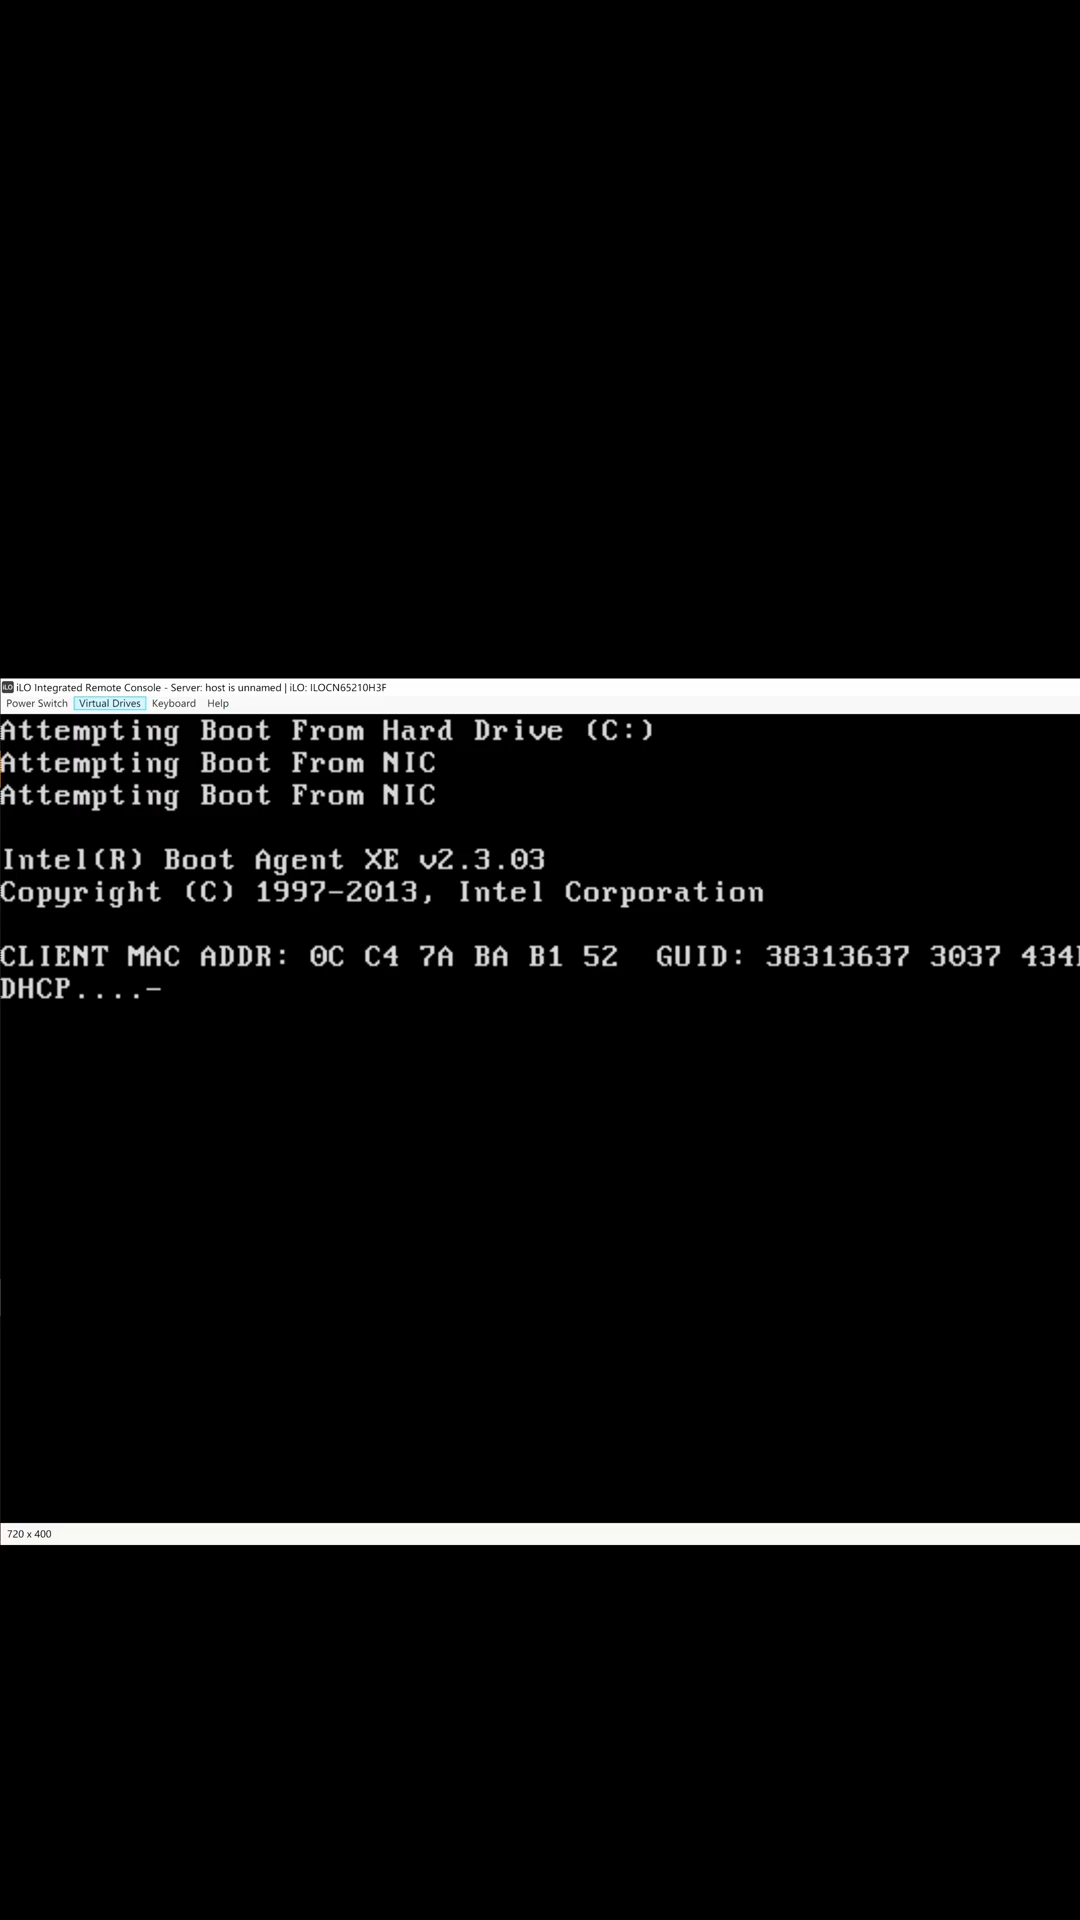 iLO Integrated Remote Console - Server: host is unnamed | iLO: ILOCN65210H3F
Power Switch Virtual Drives Keyboard Help
Attempting Boot From Hard Drive (C:)
Attempting Boot From NIC
Attempting Boot From NIC
Intel(R) Boot Agent XE v2.3.03
Copyright (C) 1997-2013, Intel Corporation
CLIENT MAC ADDR: 0C C4 7A BA B1 52 GUID: 38313637 3037 434
DHCP....-
720 x 400